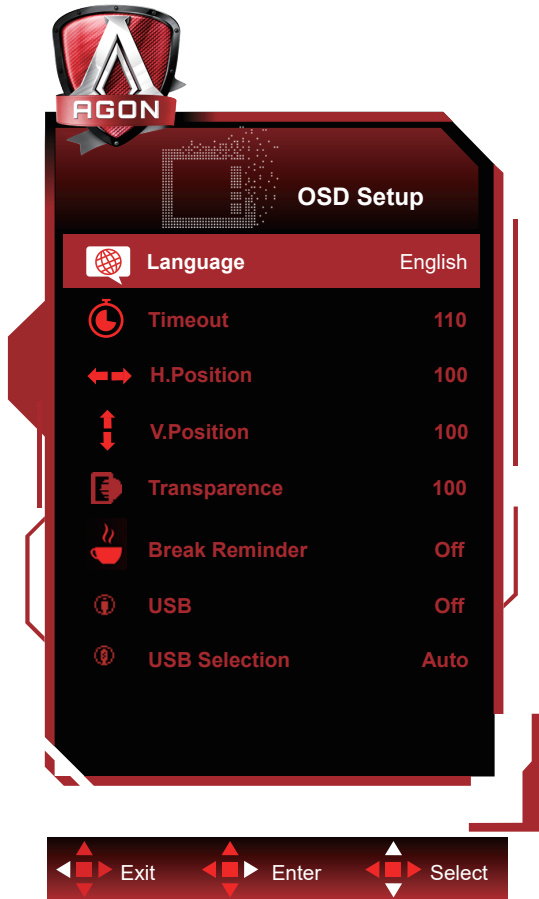 AGON
OSD Setup
Language English
Timeout 110
H.Position 100
V.Position 100
Transparence 100
Break Reminder Off
USB Off
USB Selection Auto
Exit Enter Select